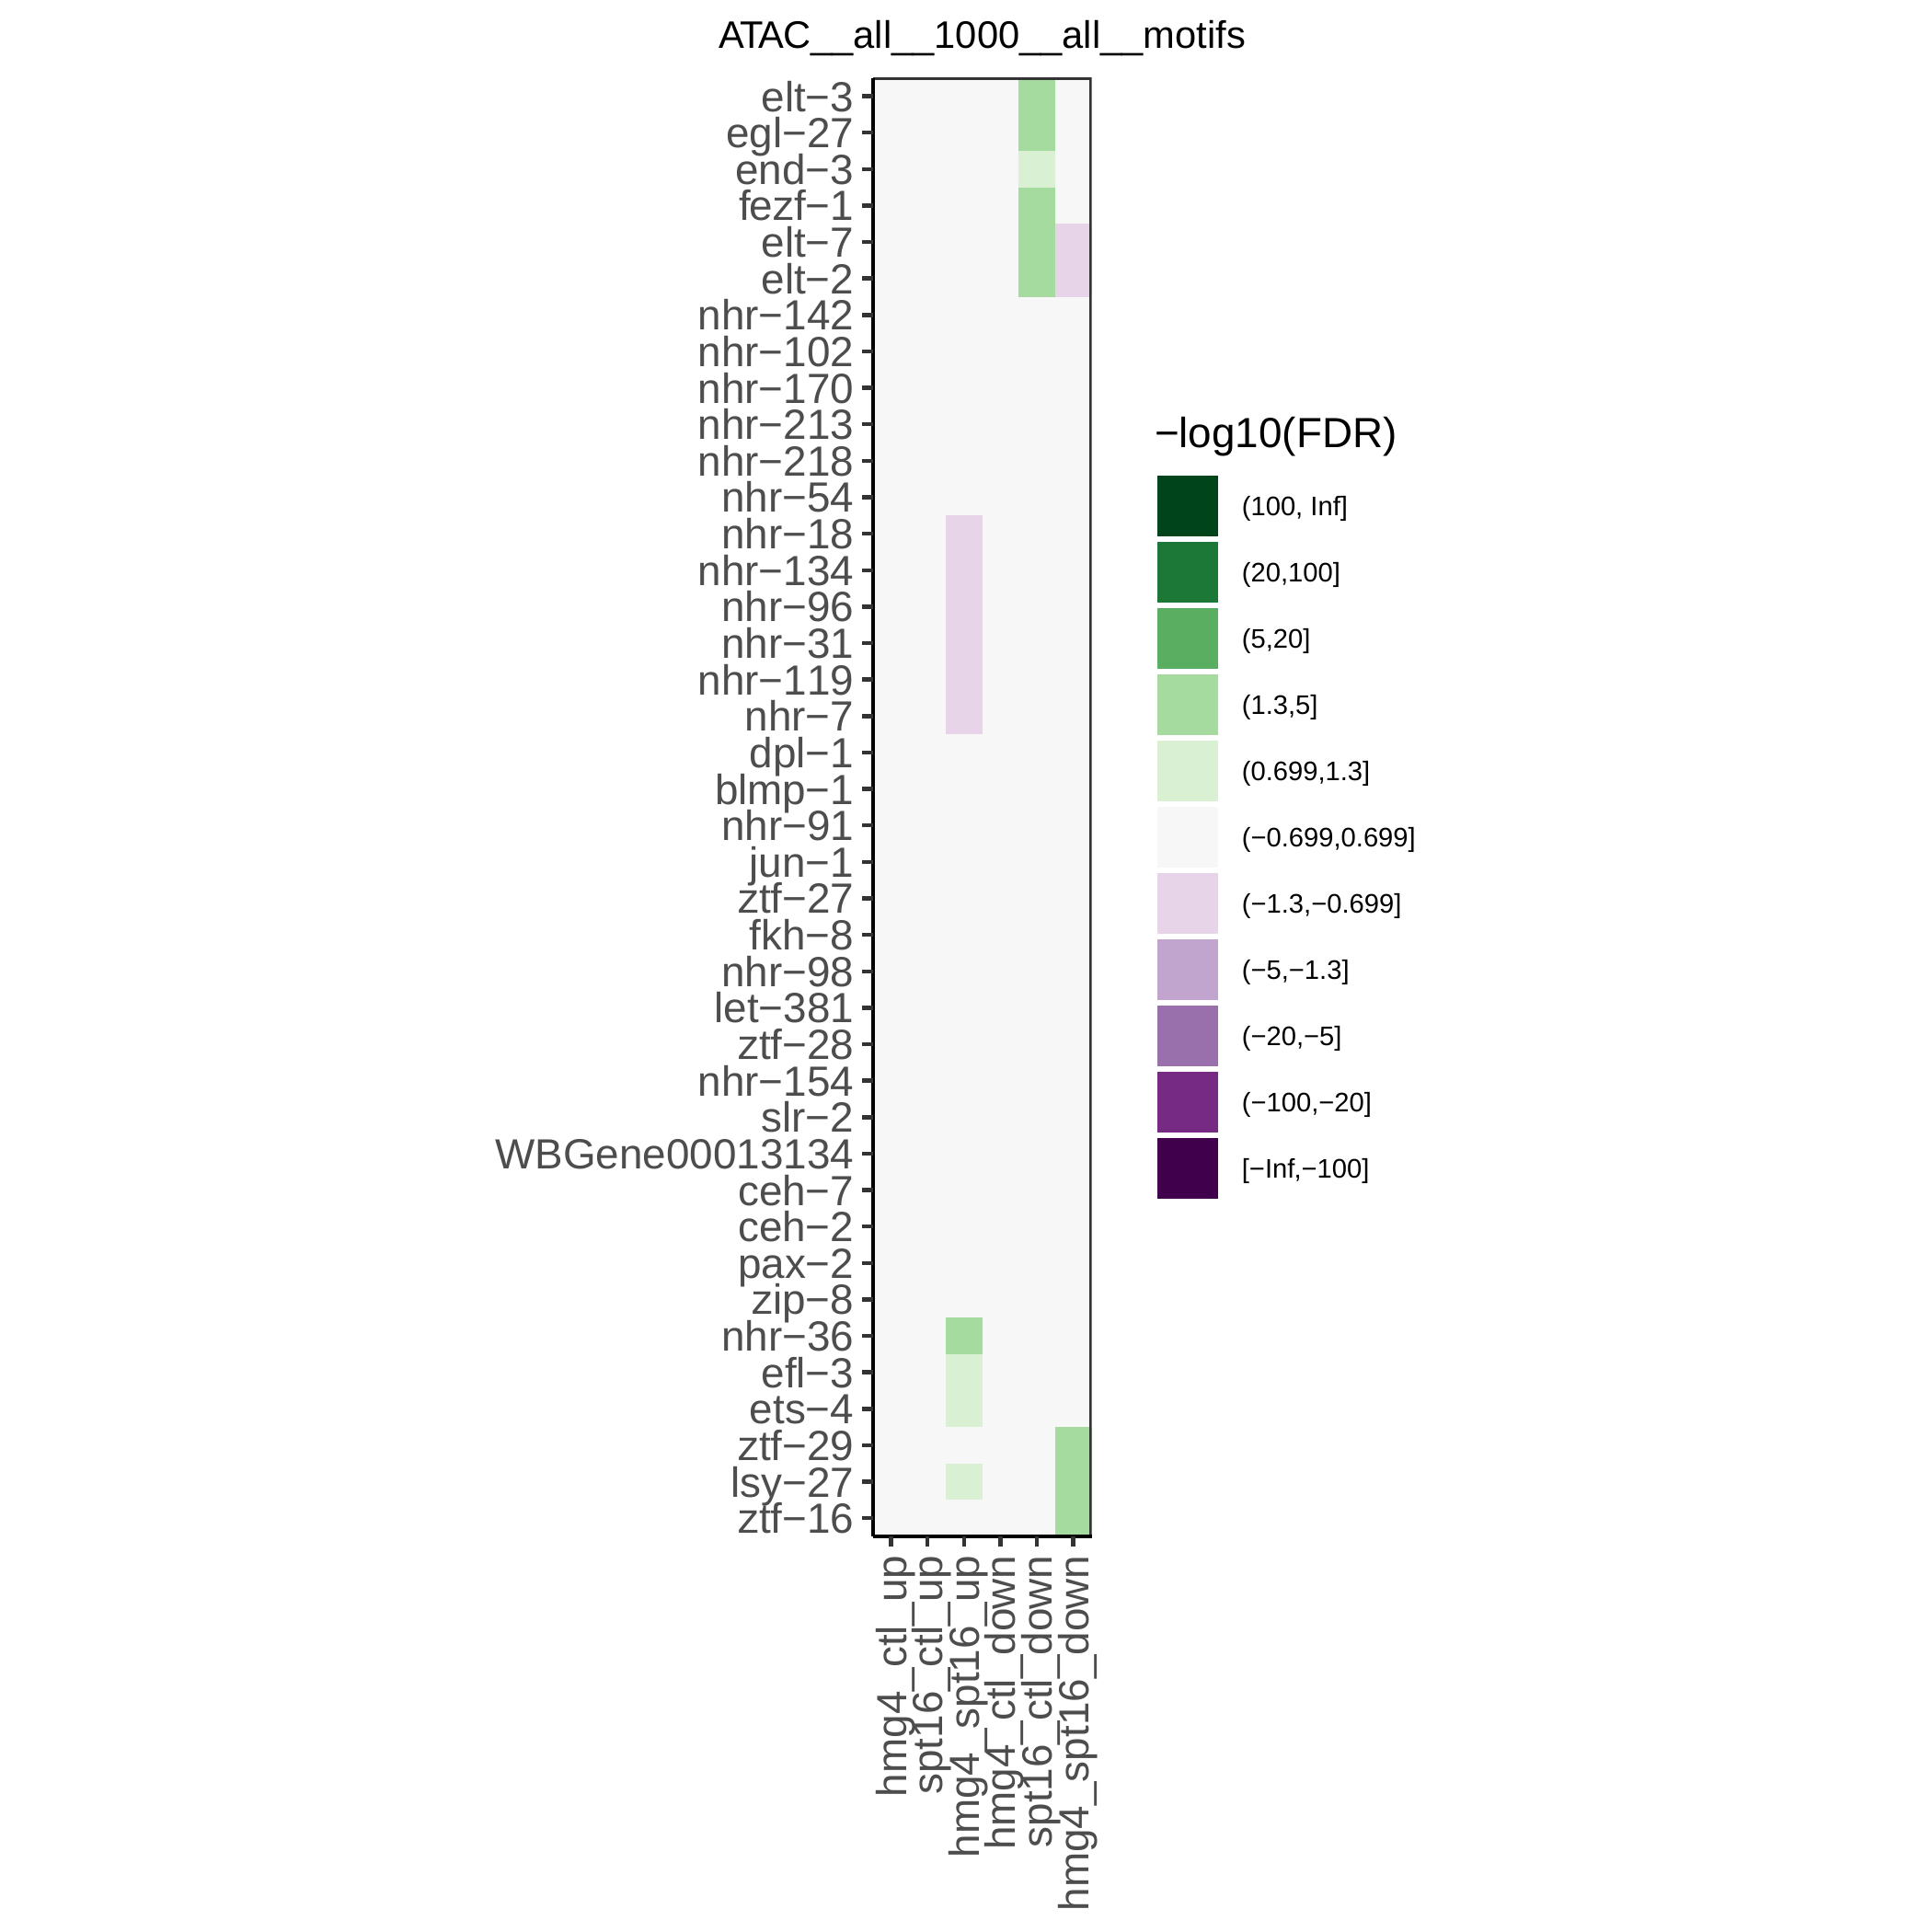 ATAC__all__1000__all__motifs
elt−3
egl−27
end−3
fezf−1
elt−7
elt−2
nhr−142
nhr−102
nhr−170
nhr−213
nhr−218
nhr−54
nhr−18
nhr−134
nhr−96
nhr−31
nhr−119
nhr−7
dpl−1
blmp−1
nhr−91
jun−1
ztf−27
fkh−8
nhr−98
let−381
ztf−28
nhr−154
slr−2
WBGene00013134
ceh−7
ceh−2
pax−2
zip−8
nhr−36
efl−3
ets−4
ztf−29
lsy−27
ztf−16
hmg4_ctl_up
spt16_ctl_up
hmg4_spt16_up
hmg4_ctl_down
spt16_ctl_down
hmg4_spt16_down
−log10(FDR)
(100, Inf]
(20,100]
(5,20]
(1.3,5]
(0.699,1.3]
(−0.699,0.699]
(−1.3,−0.699]
(−5,−1.3]
(−20,−5]
(−100,−20]
[−Inf,−100]